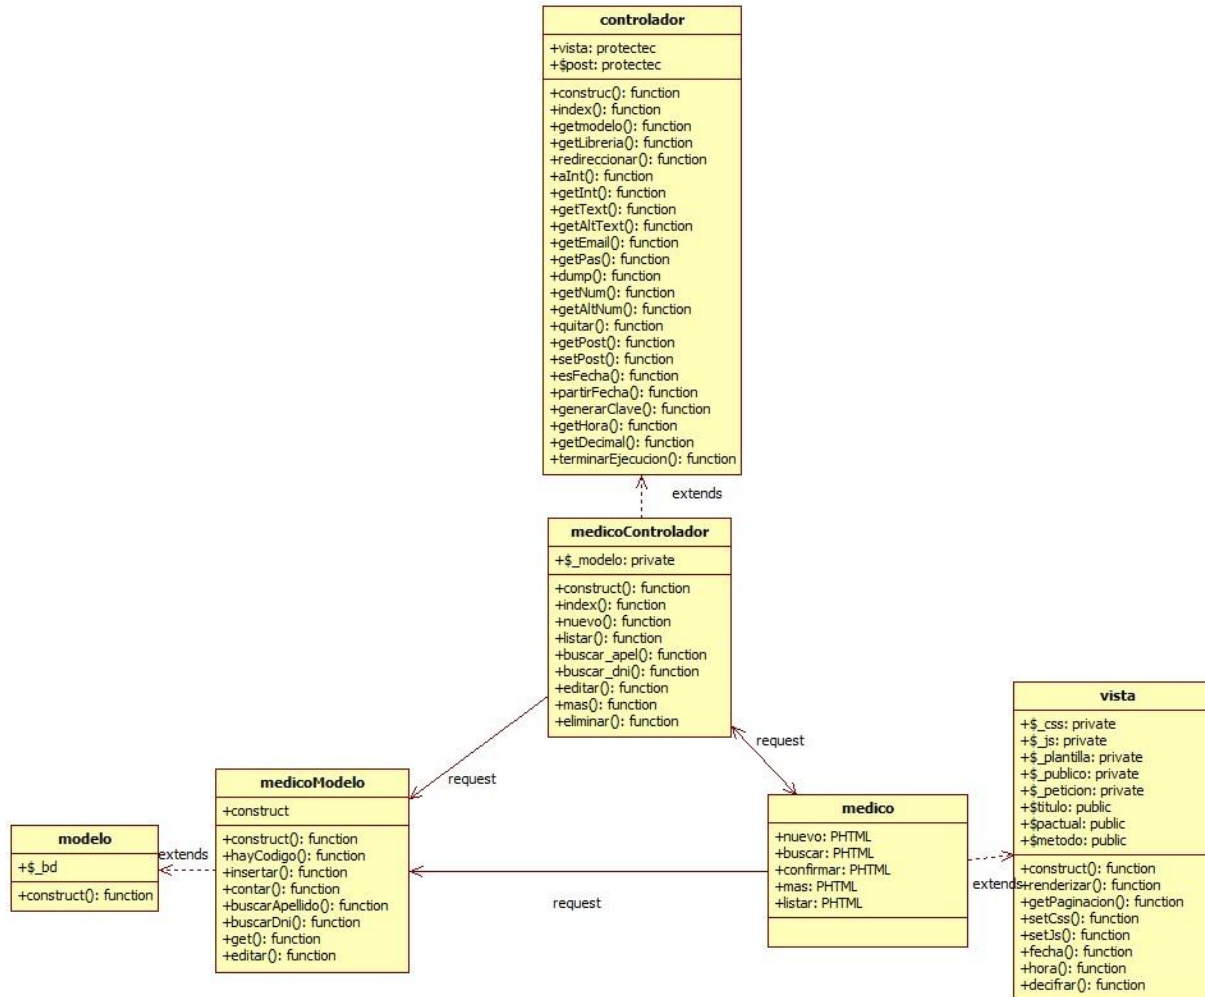 controlador
+vista: protectec
+$post: protectec
+construc(): function
+index(): function
+getmodelo(): function
+getLibreria(): function
+redireccionar(): function
+aInt(): function
+getInt(): function
+getText(): function
+getAltText(): function
+getEmail(): function
+getPas(): function
+dump(): function
+getNum(): function
+getAltNum(): function
+quitar(): function
+getPost(): function
+setPost(): function
+esFecha(): function
+partirFecha(): function
+generarClave(): function
+getHora(): function
+getDecimal(): function
+terminarEjecucion(): function
extends
medicoControlador
+$_modelo: private
+construct(): function
+index(): function
+nuevo(): function
+listar(): function
+buscar_apel(): function
+buscar_dni(): function
+editar(): function
+mas(): function
+eliminar(): function
request
request
medicoModelo
+construct
+construct(): function
+hayCodigo(): function
+insertar(): function
+contar(): function
+buscarApellido(): function
+buscarDni(): function
+get(): function
+editar(): function
modelo
+$_bd
+construct(): function
extends
request
medico
+nuevo: PHTML
+buscar: PHTML
+confirmar: PHTML
+mas: PHTML
+listar: PHTML
extends
vista
+$_css: private
+$_js: private
+$_plantilla: private
+$_publico: private
+$_peticion: private
+$titulo: public
+$pactual: public
+$metodo: public
+construct(): function
+renderizar(): function
+getPaginacion(): function
+setCss(): function
+setJs(): function
+fecha(): function
+hora(): function
+decifrar(): function